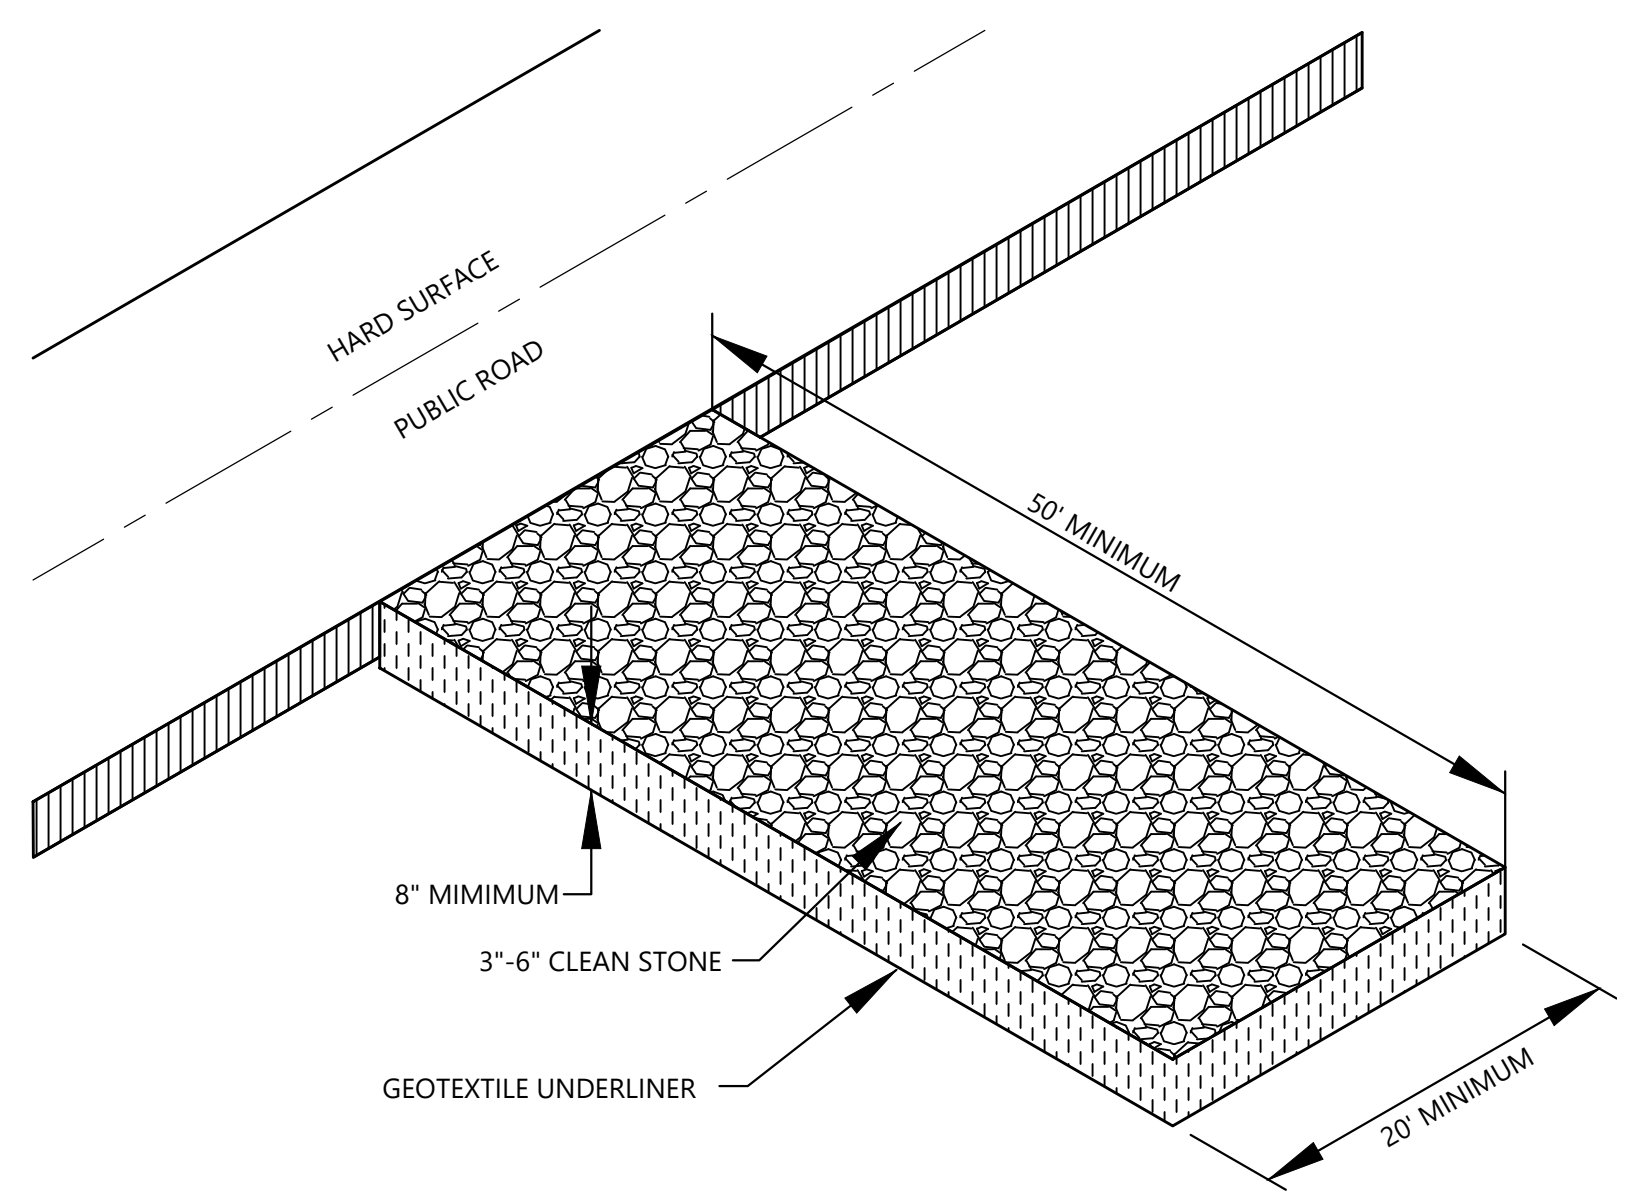 HARD SURFACE
PUBLIC ROAD
50' MINIMUM
8" MIMIMUM
3"-6" CLEAN STONE
GEOTEXTILE UNDERLINER
20' MINIMUM